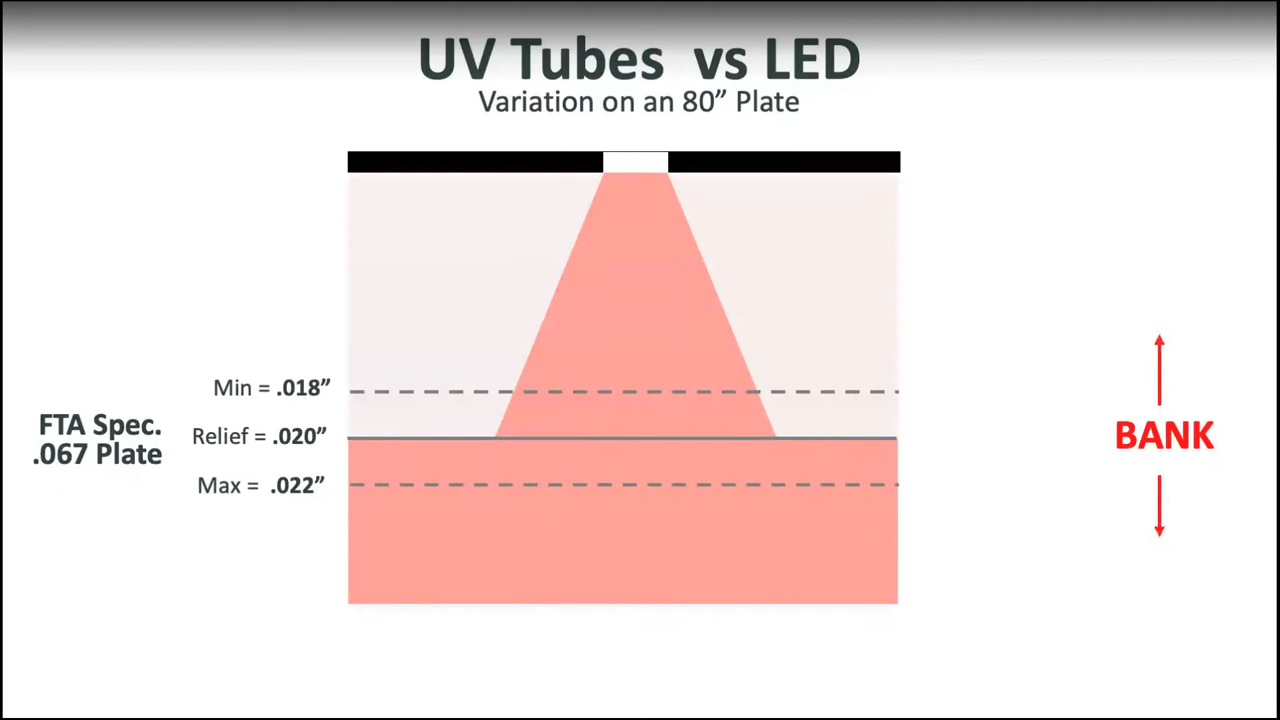 UV Tubes vs LED
Variation on an 80” Plate
Min = .018”
FTA Spec.
.067 Plate
Relief = .020”
Max = .022”
BANK